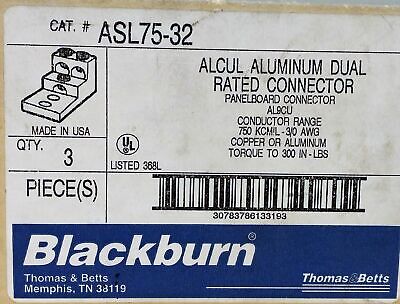 CAT. # ASL75-32
ALCUL ALUMINUM DUAL
RATED CONNECTOR
PANELBOARD CONNECTOR
AL9CU
CONDUCTOR RANGE
750 KCM/L - 3/0 AWG
COPPER OR ALUMINUM
TORQUE TO 300 IN-LBS
MADE IN USA
QTY.
3
PIECE(S)
UL
LISTED 368L
30783786133193
Blackburn®
Thomas & Betts
Memphis, TN 38119
Thomas&Betts